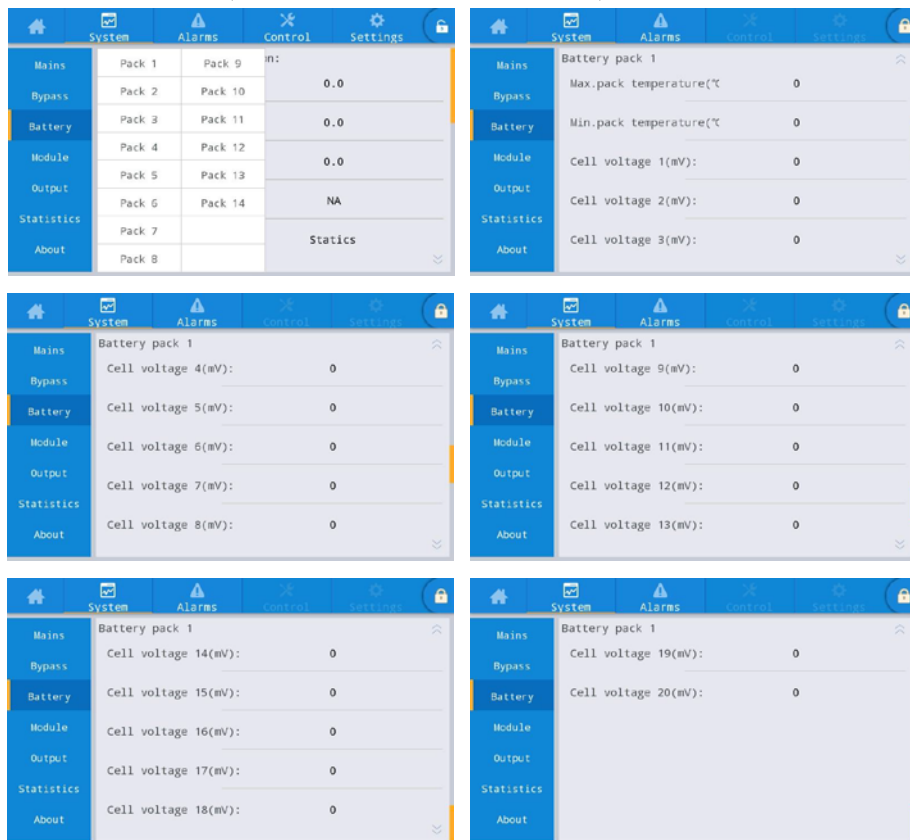 System Alarms Control Settings
Mains
Bypass
Battery
Module
Output
Statistics
About
Pack 1 Pack 9
Pack 2 Pack 10
Pack 3 Pack 11
Pack 4 Pack 12
Pack 5 Pack 13
Pack 6 Pack 14
Pack 7
Pack 8
n:
0.0
0.0
0.0
NA
Statics
System Alarms Control Settings
Mains
Bypass
Battery
Module
Output
Statistics
About
Battery pack 1
Max.pack temperature(℃ 0
Min.pack temperature(℃ 0
Cell voltage 1(mV): 0
Cell voltage 2(mV): 0
Cell voltage 3(mV): 0
System Alarms Control Settings
Mains
Bypass
Battery
Module
Output
Statistics
About
Battery pack 1
Cell voltage 4(mV): 0
Cell voltage 5(mV): 0
Cell voltage 6(mV): 0
Cell voltage 7(mV): 0
Cell voltage 8(mV): 0
System Alarms Control Settings
Mains
Bypass
Battery
Module
Output
Statistics
About
Battery pack 1
Cell voltage 9(mV): 0
Cell voltage 10(mV): 0
Cell voltage 11(mV): 0
Cell voltage 12(mV): 0
Cell voltage 13(mV): 0
System Alarms Control Settings
Mains
Bypass
Battery
Module
Output
Statistics
About
Battery pack 1
Cell voltage 14(mV): 0
Cell voltage 15(mV): 0
Cell voltage 16(mV): 0
Cell voltage 17(mV): 0
Cell voltage 18(mV): 0
System Alarms Control Settings
Mains
Bypass
Battery
Module
Output
Statistics
About
Battery pack 1
Cell voltage 19(mV): 0
Cell voltage 20(mV): 0